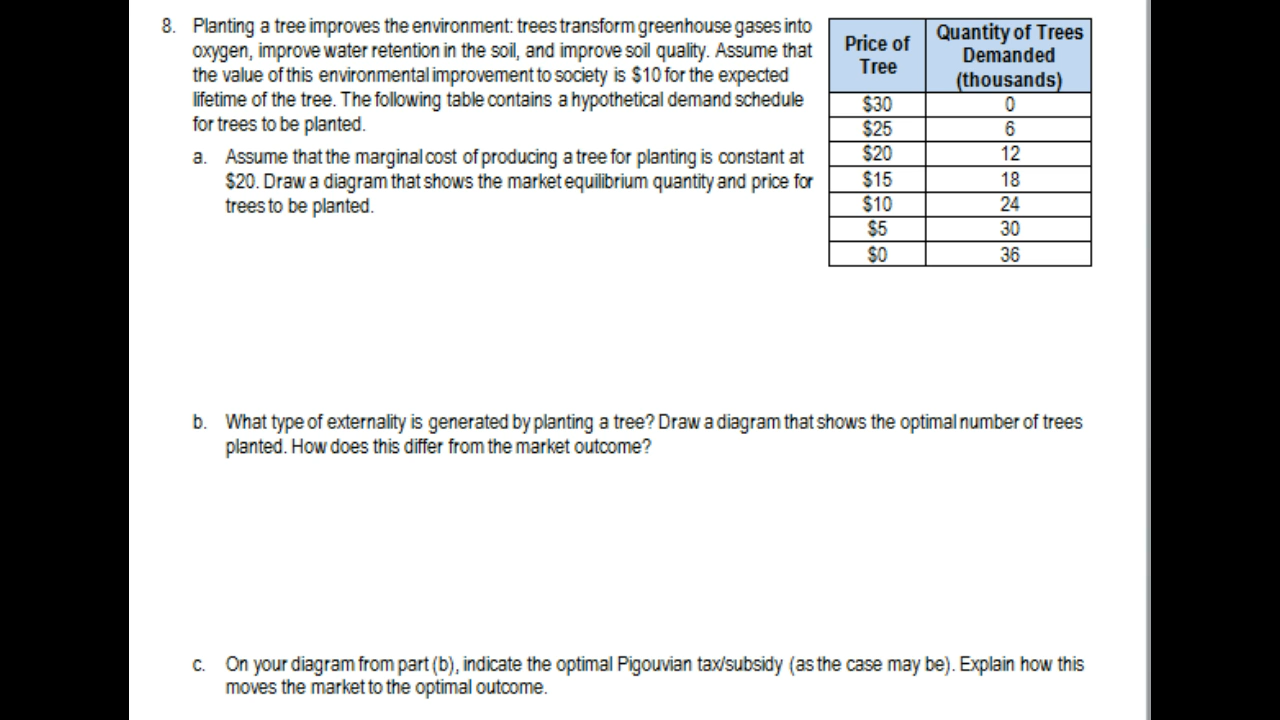 8. Planting a tree improves the environment: trees transform greenhouse gases into
oxygen, improve water retention in the soil, and improve soil quality. Assume that
the value of this environmental improvement to society is $10 for the expected
lifetime of the tree. The following table contains a hypothetical demand schedule
for trees to be planted.
a. Assume that the marginal cost of producing a tree for planting is constant at
$20. Draw a diagram that shows the market equilibrium quantity and price for
trees to be planted.
Price of
Tree
Quantity of Trees
Demanded
(thousands)
$30 0
$25 6
$20 12
$15 18
$10 24
$5 30
$0 36
b. What type of externality is generated by planting a tree? Draw a diagram that shows the optimal number of trees
planted. How does this differ from the market outcome?
c. On your diagram from part (b), indicate the optimal Pigouvian tax/subsidy (as the case may be). Explain how this
moves the market to the optimal outcome.